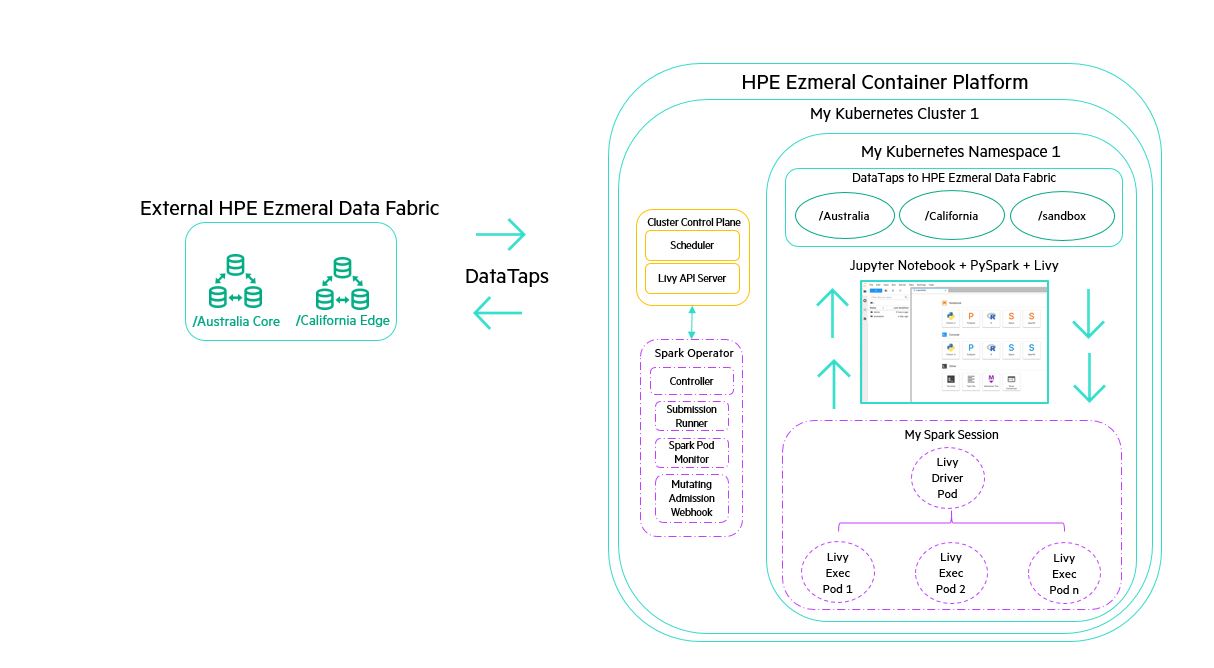 HPE Ezmeral Container Platform
My Kubernetes Cluster 1
My Kubernetes Namespace 1
DataTaps to HPE Ezmeral Data Fabric
/Australia
/California
/sandbox
External HPE Ezmeral Data Fabric
/Australia Core
/California Edge
DataTaps
Cluster Control Plane
Scheduler
Livy API Server
Spark Operator
Controller
Submission
Runner
Spark Pod
Monitor
Mutating
Admission
Webhook
Jupyter Notebook + PySpark + Livy
My Spark Session
Livy
Driver
Pod
Livy
Exec
Pod 1
Livy
Exec
Pod 2
Livy
Exec
Pod n